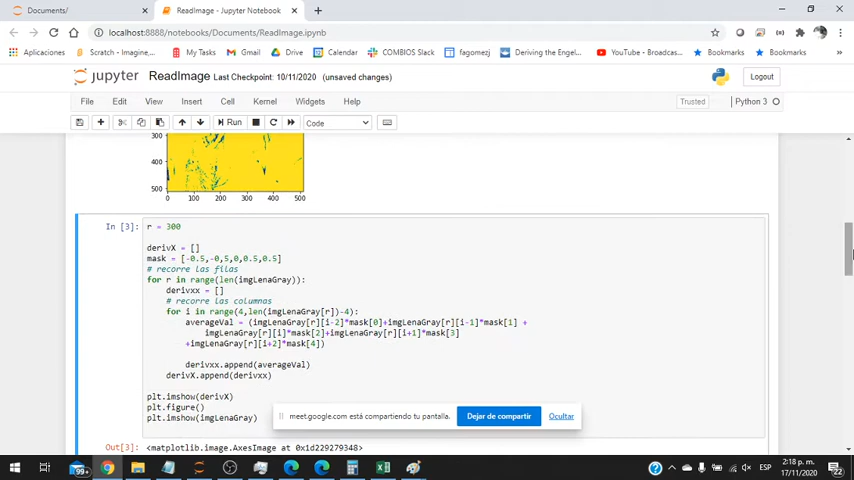 Documents/
ReadImage - Jupyter Notebook
localhost:8888/notebooks/Documents/ReadImage.ipynb
Aplicaciones
Scratch - Imagine,...
My Tasks
Gmail
Drive
Calendar
COMBIOS Slack
fagomezj
Deriving the Engel...
YouTube - Broadcas...
Bookmarks
Bookmarks
jupyter
ReadImage Last Checkpoint: 10/11/2020 (unsaved changes)
Logout
File
Edit
View
Insert
Cell
Kernel
Widgets
Help
Trusted
Python 3
Run
Code
300
400
500
0 100 200 300 400 500
In [3]:
r = 300
derivX = []
mask = [-0.5,-0,5,0,0.5,0.5]
# recorre las filas
for r in range(len(imgLenaGray)):
derivxx = []
# recorre las columnas
for i in range(4,len(imgLenaGray[r])-4):
averageVal = (imgLenaGray[r][i-2]*mask[0]+imgLenaGray[r][i-1]*mask[1] +
imgLenaGray[r][i]*mask[2]+imgLenaGray[r][i+1]*mask[3]
+imgLenaGray[r][i+2]*mask[4])
derivxx.append(averageVal)
derivX.append(derivxx)
plt.imshow(derivX)
plt.figure()
plt.imshow(imgLenaGray)
meet.google.com está compartiendo tu pantalla.
Dejar de compartir
Ocultar
Out[3]: <matplotlib.image.AxesImage at 0x1d229279348>
99+
ESP
2:18 p. m.
17/11/2020
22